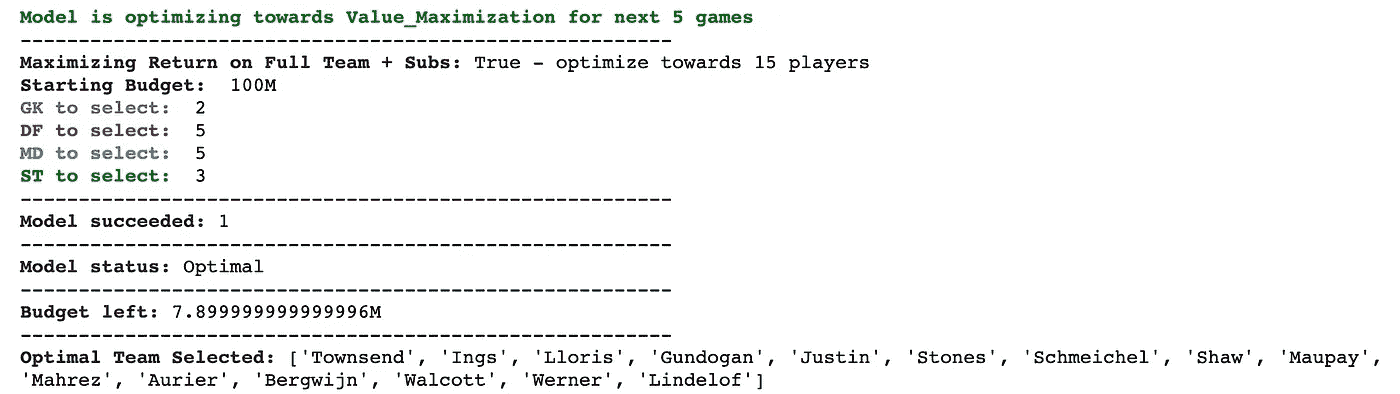 Model is optimizing towards Value_Maximization for next 5 games
--------------------------------------------------------
Maximizing Return on Full Team + Subs: True - optimize towards 15 players
Starting Budget:  100M
GK to select:  2
DF to select:  5
MD to select:  5
ST to select:  3
--------------------------------------------------------
Model succeeded: 1
--------------------------------------------------------
Model status: Optimal
--------------------------------------------------------
Budget left: 7.899999999999996M
--------------------------------------------------------
Optimal Team Selected: ['Townsend', 'Ings', 'Lloris', 'Gundogan', 'Justin', 'Stones', 'Schmeichel', 'Shaw', 'Maupay',
'Mahrez', 'Aurier', 'Bergwijn', 'Walcott', 'Werner', 'Lindelof']